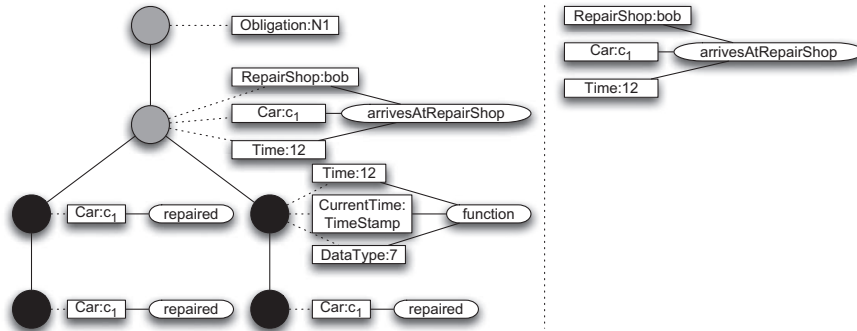 Obligation:N1
RepairShop:bob
Car:c₁
arrivesAtRepairShop
Time:12
Time:12
CurrentTime:
TimeStamp
function
DataType:7
Car:c₁
repaired
Car:c₁
repaired
Car:c₁
repaired
RepairShop:bob
Car:c₁
arrivesAtRepairShop
Time:12